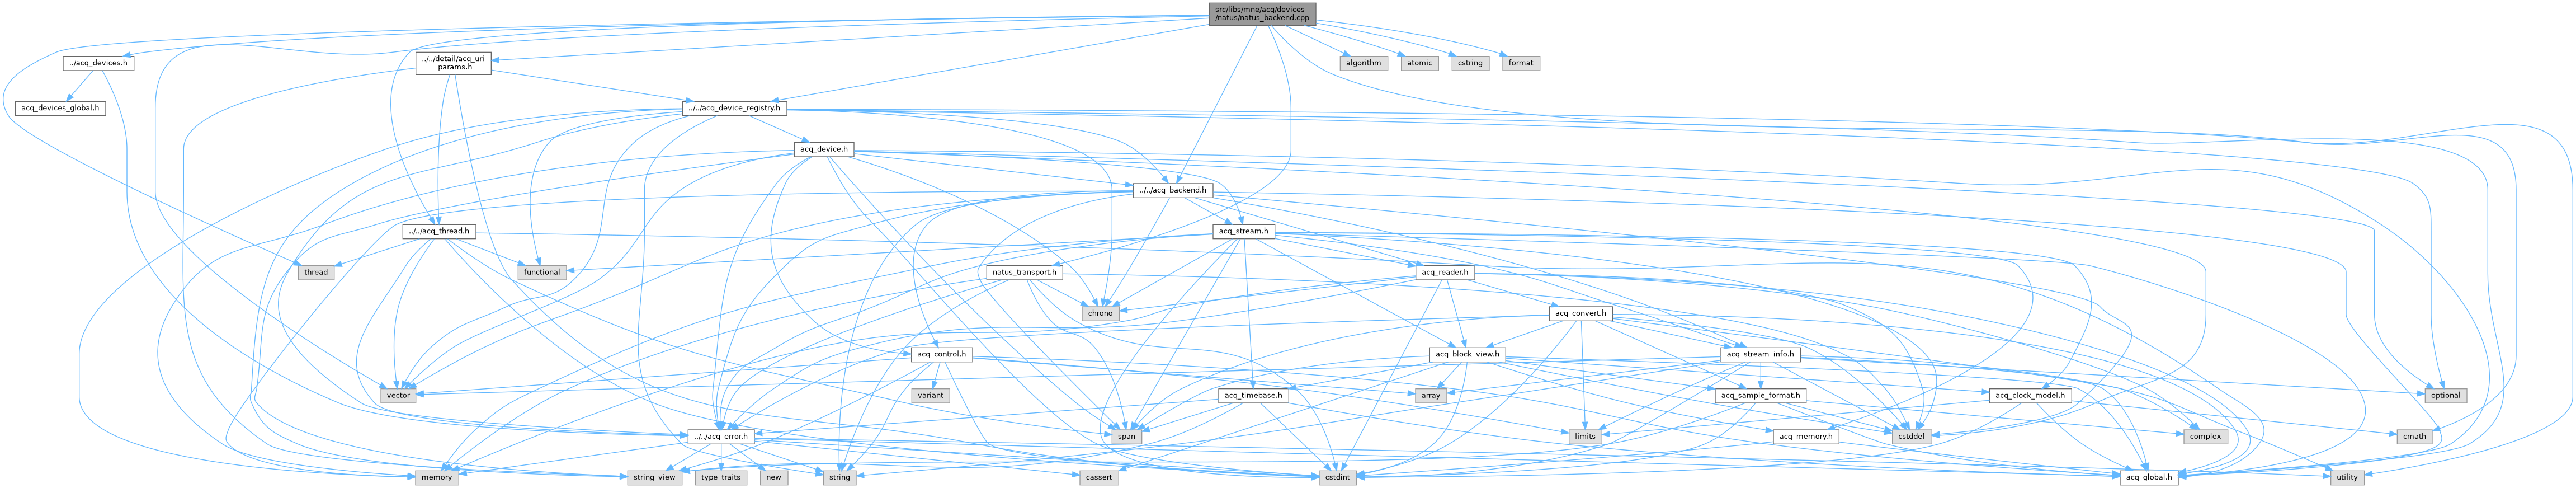 src/libs/mne/acq/devices
/natus/natus_backend.cpp
../acq_devices.h
../../detail/acq_uri
_params.h
algorithm
atomic
cstring
format
acq_devices_global.h
../../acq_device_registry.h
acq_device.h
../../acq_backend.h
../../acq_thread.h
acq_stream.h
thread
functional
natus_transport.h
acq_reader.h
chrono
acq_convert.h
acq_control.h
acq_block_view.h
acq_stream_info.h
vector
variant
array
acq_timebase.h
acq_sample_format.h
acq_clock_model.h
optional
../../acq_error.h
span
limits
acq_memory.h
cstddef
complex
cmath
memory
string_view
type_traits
new
string
cassert
cstdint
acq_global.h
utility